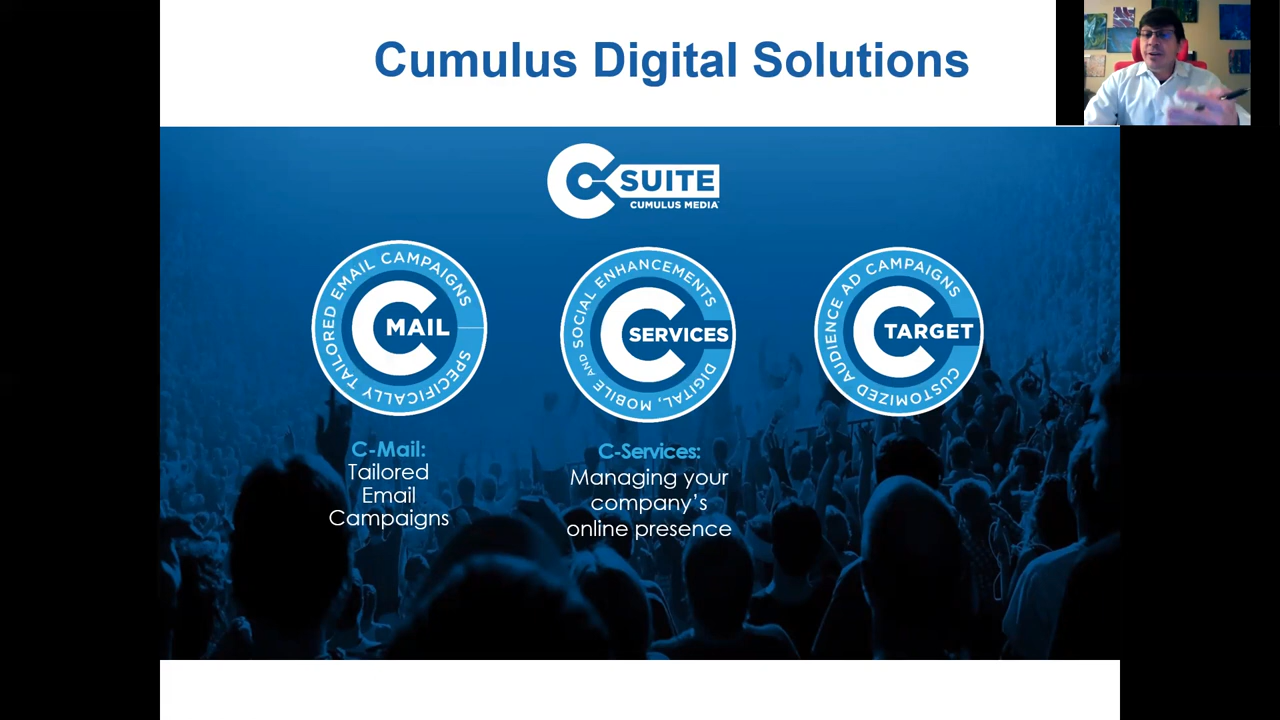 Cumulus Digital Solutions
C SUITE
CUMULUS MEDIA
SPECIFICALLY TAILORED EMAIL CAMPAIGNS
C MAIL
DIGITAL, MOBILE AND SOCIAL ENHANCEMENTS
C SERVICES
CUSTOMIZED AUDIENCE AD CAMPAIGNS
C TARGET
C-Mail:
Tailored
Email
Campaigns
C-Services:
Managing your
company’s
online presence